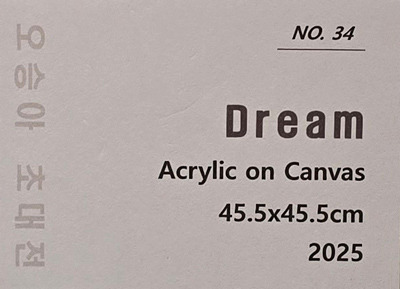 오승아 초대전
NO. 34
Dream
Acrylic on Canvas
45.5x45.5cm
2025